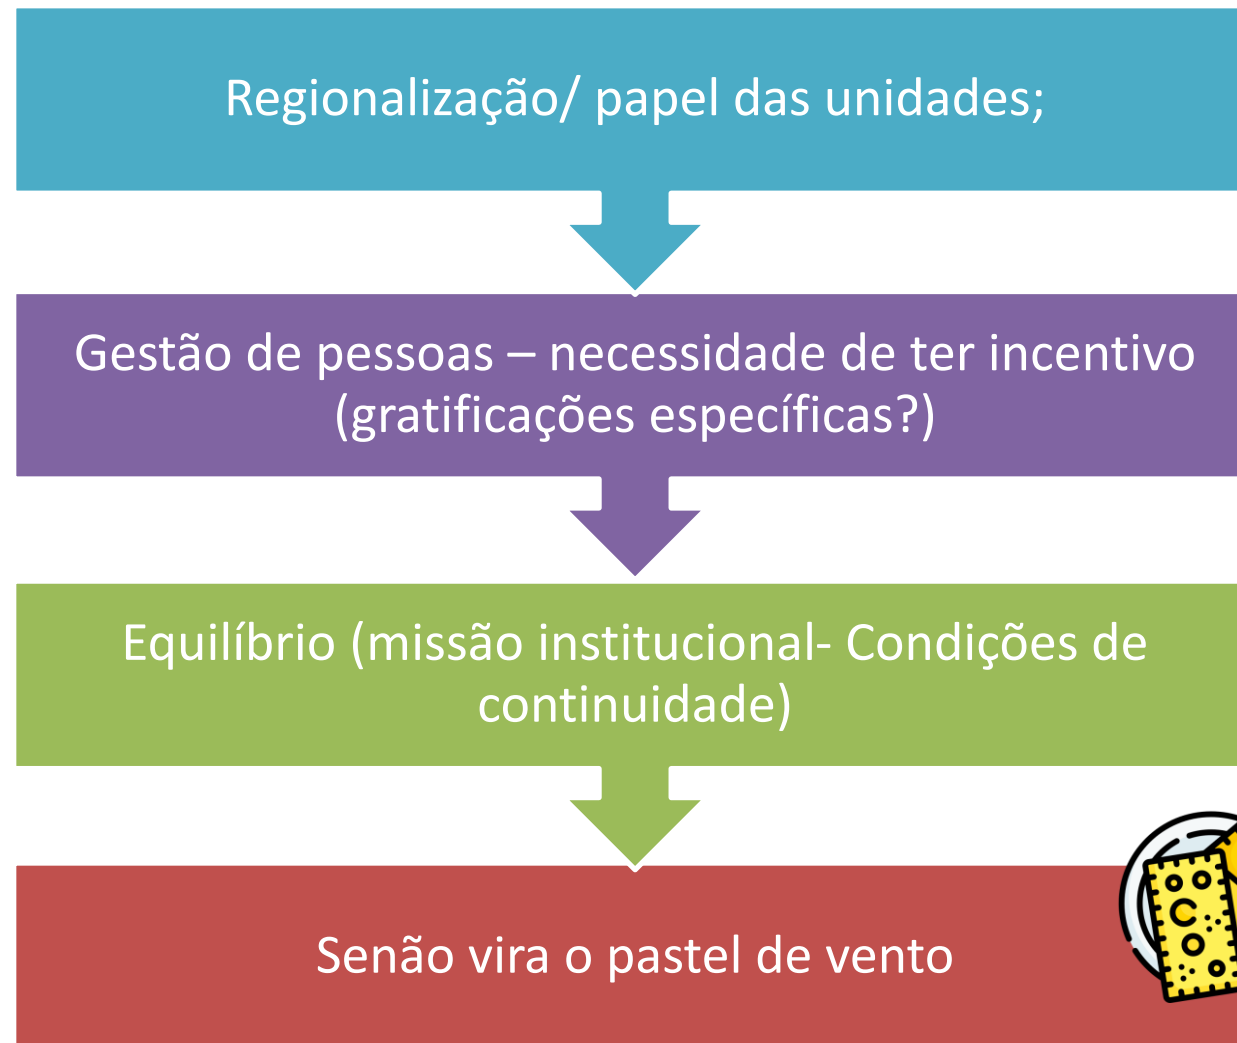 Regionalização/ papel das unidades;
Gestão de pessoas – necessidade de ter incentivo
(gratificações específicas?)
Equilíbrio (missão institucional- Condições de
continuidade)
Senão vira o pastel de vento